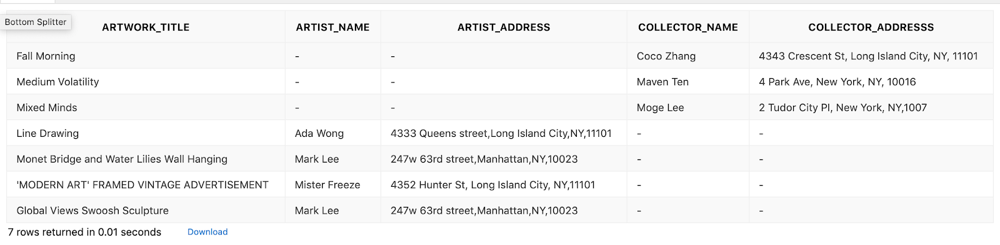 Bottom Splitter
ARTWORK_TITLE ARTIST_NAME ARTIST_ADDRESS COLLECTOR_NAME COLLECTOR_ADDRESSS
Fall Morning - - Coco Zhang 4343 Crescent St, Long Island City, NY, 11101
Medium Volatility - - Maven Ten 4 Park Ave, New York, NY, 10016
Mixed Minds - - Moge Lee 2 Tudor City Pl, New York, NY,1007
Line Drawing Ada Wong 4333 Queens street,Long Island City,NY,11101 - -
Monet Bridge and Water Lilies Wall Hanging Mark Lee 247w 63rd street,Manhattan,NY,10023 - -
'MODERN ART' FRAMED VINTAGE ADVERTISEMENT Mister Freeze 4352 Hunter St, Long Island City, NY,11101 - -
Global Views Swoosh Sculpture Mark Lee 247w 63rd street,Manhattan,NY,10023 - -
7 rows returned in 0.01 seconds Download